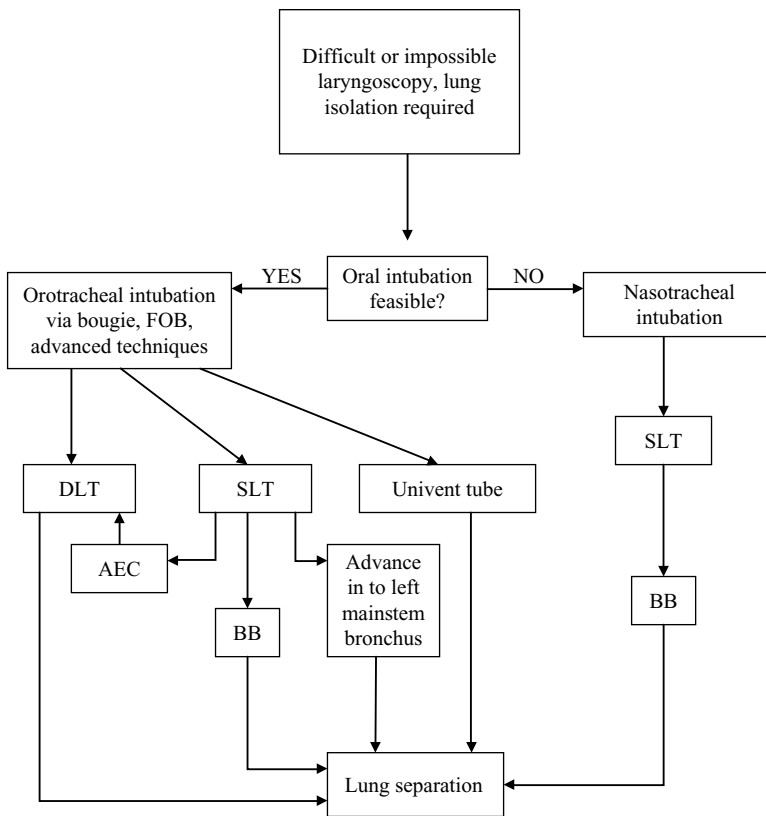 Difficult or impossible
laryngoscopy, lung
isolation required
YES
Oral intubation
feasible?
NO
Orotracheal intubation
via bougie, FOB,
advanced techniques
Nasotracheal
intubation
SLT
DLT
SLT
Univent tube
AEC
Advance
in to left
mainstem
bronchus
BB
BB
Lung separation